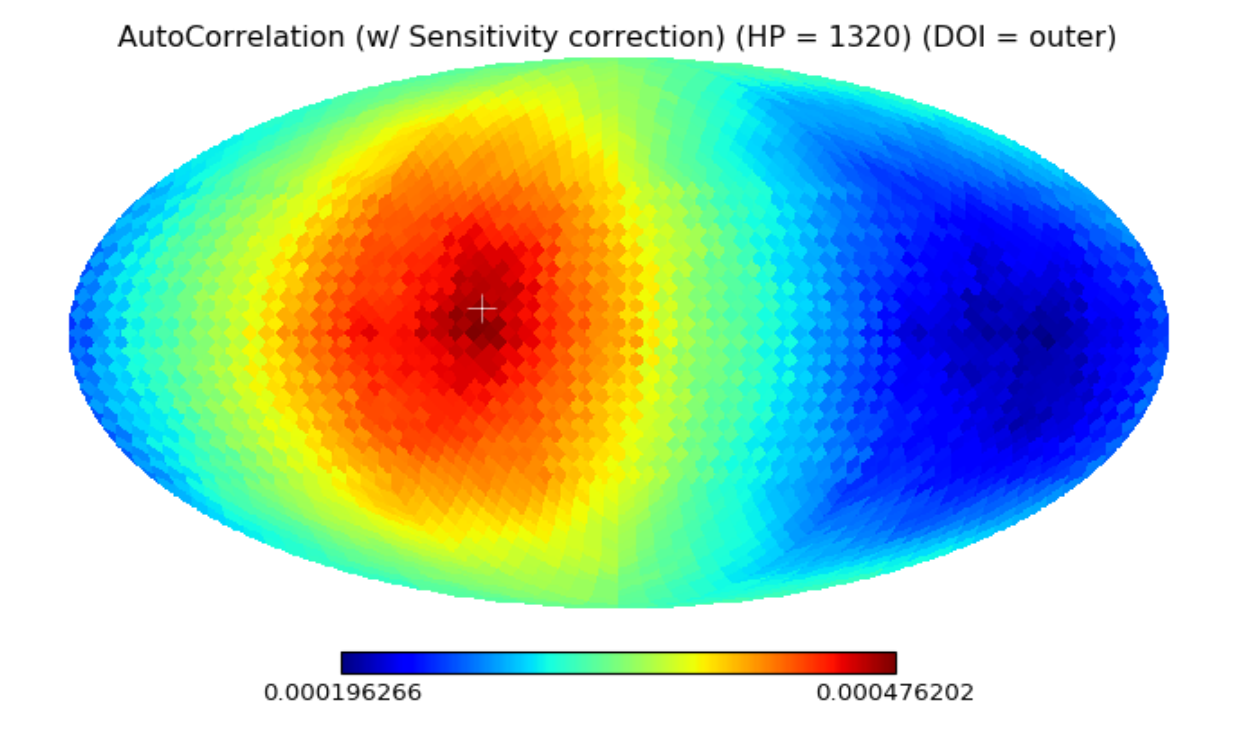 AutoCorrelation (w/ Sensitivity correction) (HP = 1320) (DOI = outer)
0.000196266 0.000476202